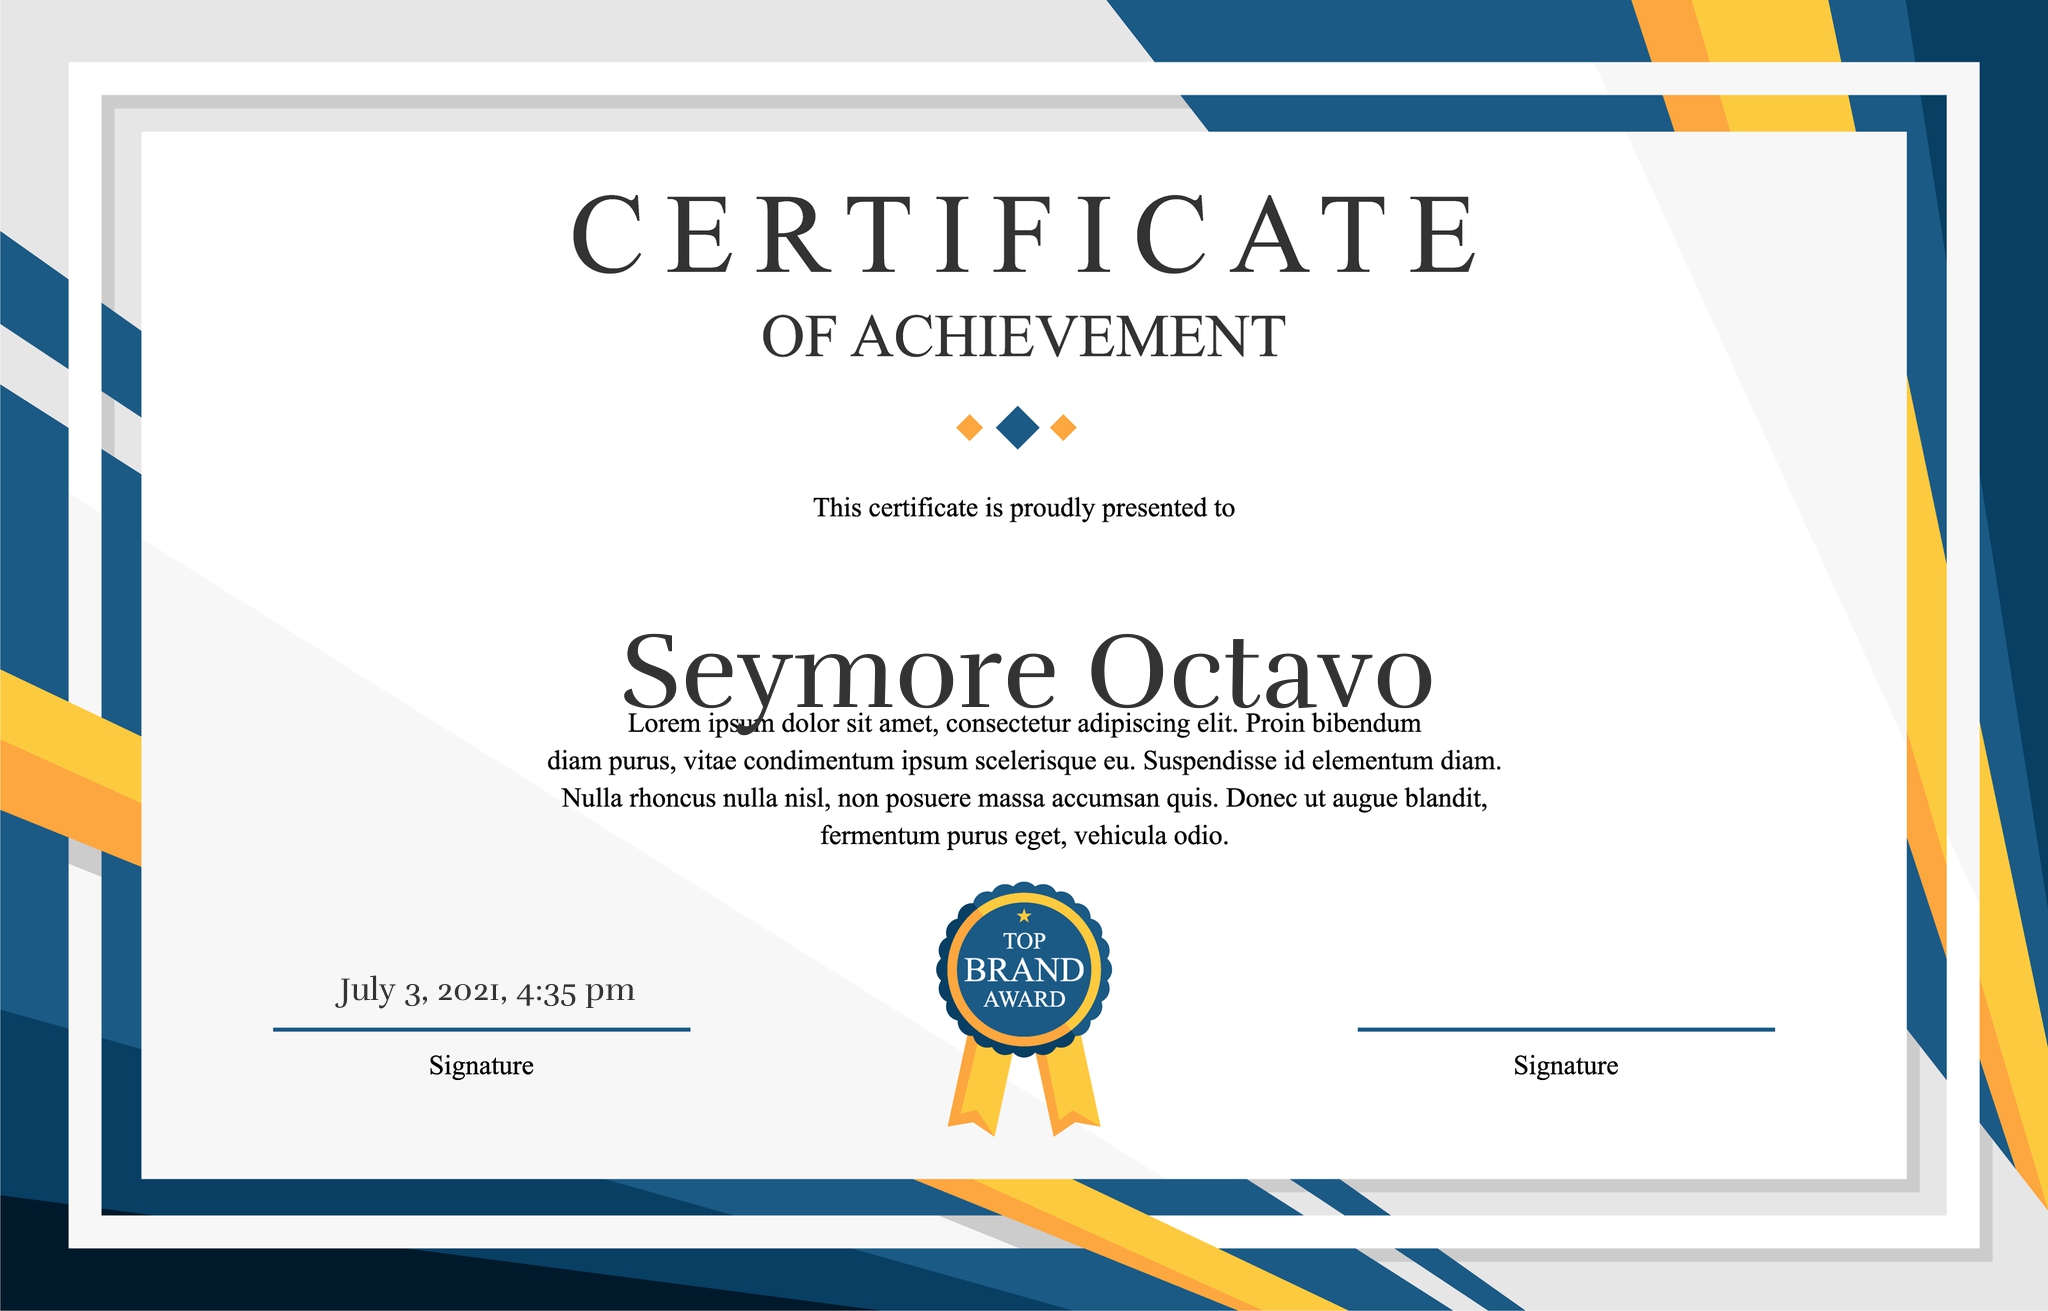 CERTIFICATE
OF ACHIEVEMENT
This certificate is proudly presented to
Seymore Octavo
Lorem ipsum dolor sit amet, consectetur adipiscing elit. Proin bibendum
diam purus, vitae condimentum ipsum scelerisque eu. Suspendisse id elementum diam.
Nulla rhoncus nulla nisl, non posuere massa accumsan quis. Donec ut augue blandit,
fermentum purus eget, vehicula odio.
TOP
BRAND
AWARD
July 3, 2021, 4:35 pm
Signature
Signature